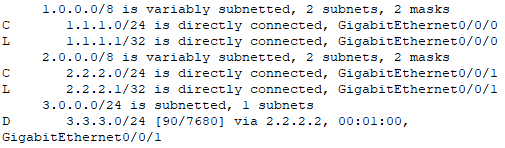 1.0.0.0/8 is variably subnetted, 2 subnets, 2 masks
C 1.1.1.0/24 is directly connected, GigabitEthernet0/0/0
L 1.1.1.1/32 is directly connected, GigabitEthernet0/0/0
2.0.0.0/8 is variably subnetted, 2 subnets, 2 masks
C 2.2.2.0/24 is directly connected, GigabitEthernet0/0/1
L 2.2.2.1/32 is directly connected, GigabitEthernet0/0/1
3.0.0.0/24 is subnetted, 1 subnets
D 3.3.3.0/24 [90/7680] via 2.2.2.2, 00:01:00,
GigabitEthernet0/0/1